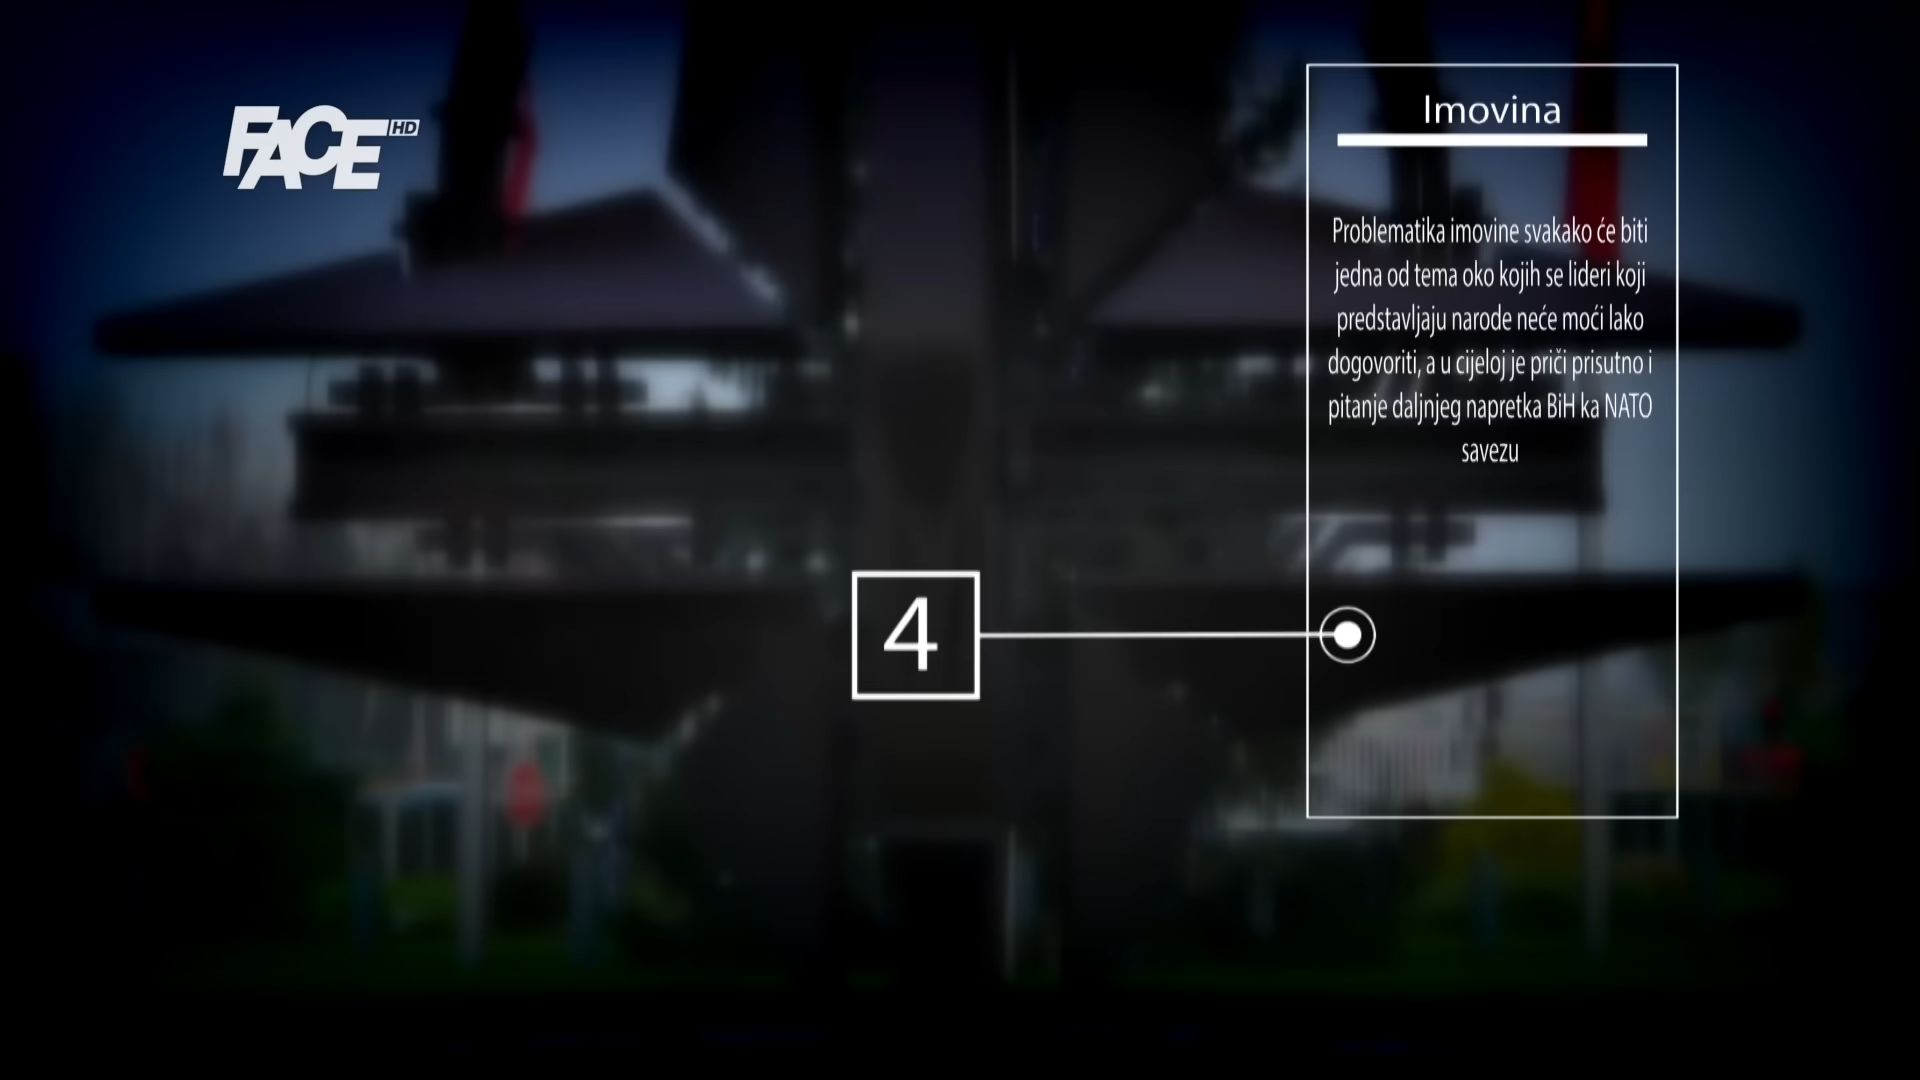 FACE HD
Imovina
Problematika imovine svakako će biti
jedna od tema oko kojih se lideri koji
predstavljaju narode neće moći lako
dogovoriti, a u cijeloj je priči prisutno i
pitanje daljnjeg napretka BiH ka NATO
savezu
4